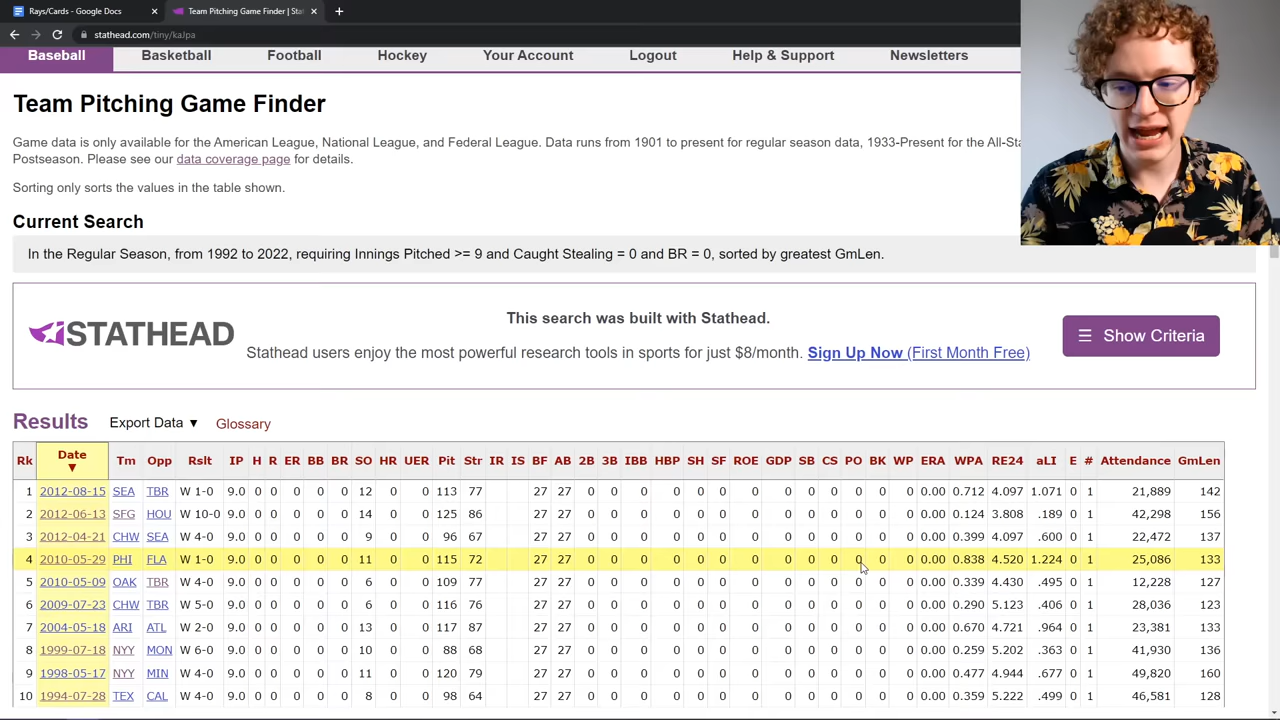 Rays/Cards - Google Docs × Team Pitching Game Finder | Sta × +
stathead.com/tiny/kaJpa
Baseball Basketball Football Hockey Your Account Logout Help & Support Newsletters
Team Pitching Game Finder
Game data is only available for the American League, National League, and Federal League. Data runs from 1901 to present for regular season data, 1933-Present for the All-Sta
Postseason. Please see our data coverage page for details.
Sorting only sorts the values in the table shown.
Current Search
In the Regular Season, from 1992 to 2022, requiring Innings Pitched >= 9 and Caught Stealing = 0 and BR = 0, sorted by greatest GmLen.
STATHEAD
This search was built with Stathead.
Stathead users enjoy the most powerful research tools in sports for just $8/month. Sign Up Now (First Month Free)
☰ Show Criteria
Results Export Data ▼ Glossary
Rk Date ▼ Tm Opp Rslt IP H R ER BB BR SO HR UER Pit Str IR IS BF AB 2B 3B IBB HBP SH SF ROE GDP SB CS PO BK WP ERA WPA RE24 aLI E # Attendance GmLen
1 2012-08-15 SEA TBR W 1-0 9.0 0 0 0 0 0 12 0 0 113 77 27 27 0 0 0 0 0 0 0 0 0 0 0 0 0 0.00 0.712 4.097 1.071 0 1 21,889 142
2 2012-06-13 SFG HOU W 10-0 9.0 0 0 0 0 0 14 0 0 125 86 27 27 0 0 0 0 0 0 0 0 0 0 0 0 0 0.00 0.124 3.808 .189 0 1 42,298 156
3 2012-04-21 CHW SEA W 4-0 9.0 0 0 0 0 0 9 0 0 96 67 27 27 0 0 0 0 0 0 0 0 0 0 0 0 0 0.00 0.399 4.097 .600 0 1 22,472 137
4 2010-05-29 PHI FLA W 1-0 9.0 0 0 0 0 0 11 0 0 115 72 27 27 0 0 0 0 0 0 0 0 0 0 0 0 0 0.00 0.838 4.520 1.224 0 1 25,086 133
5 2010-05-09 OAK TBR W 4-0 9.0 0 0 0 0 0 6 0 0 109 77 27 27 0 0 0 0 0 0 0 0 0 0 0 0 0 0.00 0.339 4.430 .495 0 1 12,228 127
6 2009-07-23 CHW TBR W 5-0 9.0 0 0 0 0 0 6 0 0 116 76 27 27 0 0 0 0 0 0 0 0 0 0 0 0 0 0.00 0.290 5.123 .406 0 1 28,036 123
7 2004-05-18 ARI ATL W 2-0 9.0 0 0 0 0 0 13 0 0 117 87 27 27 0 0 0 0 0 0 0 0 0 0 0 0 0 0.00 0.670 4.721 .964 0 1 23,381 133
8 1999-07-18 NYY MON W 6-0 9.0 0 0 0 0 0 10 0 0 88 68 27 27 0 0 0 0 0 0 0 0 0 0 0 0 0 0.00 0.259 5.202 .363 0 1 41,930 136
9 1998-05-17 NYY MIN W 4-0 9.0 0 0 0 0 0 11 0 0 120 79 27 27 0 0 0 0 0 0 0 0 0 0 0 0 0 0.00 0.477 4.944 .677 0 1 49,820 160
10 1994-07-28 TEX CAL W 4-0 9.0 0 0 0 0 0 8 0 0 98 64 27 27 0 0 0 0 0 0 0 0 0 0 0 0 0 0.00 0.359 5.222 .499 0 1 46,581 128